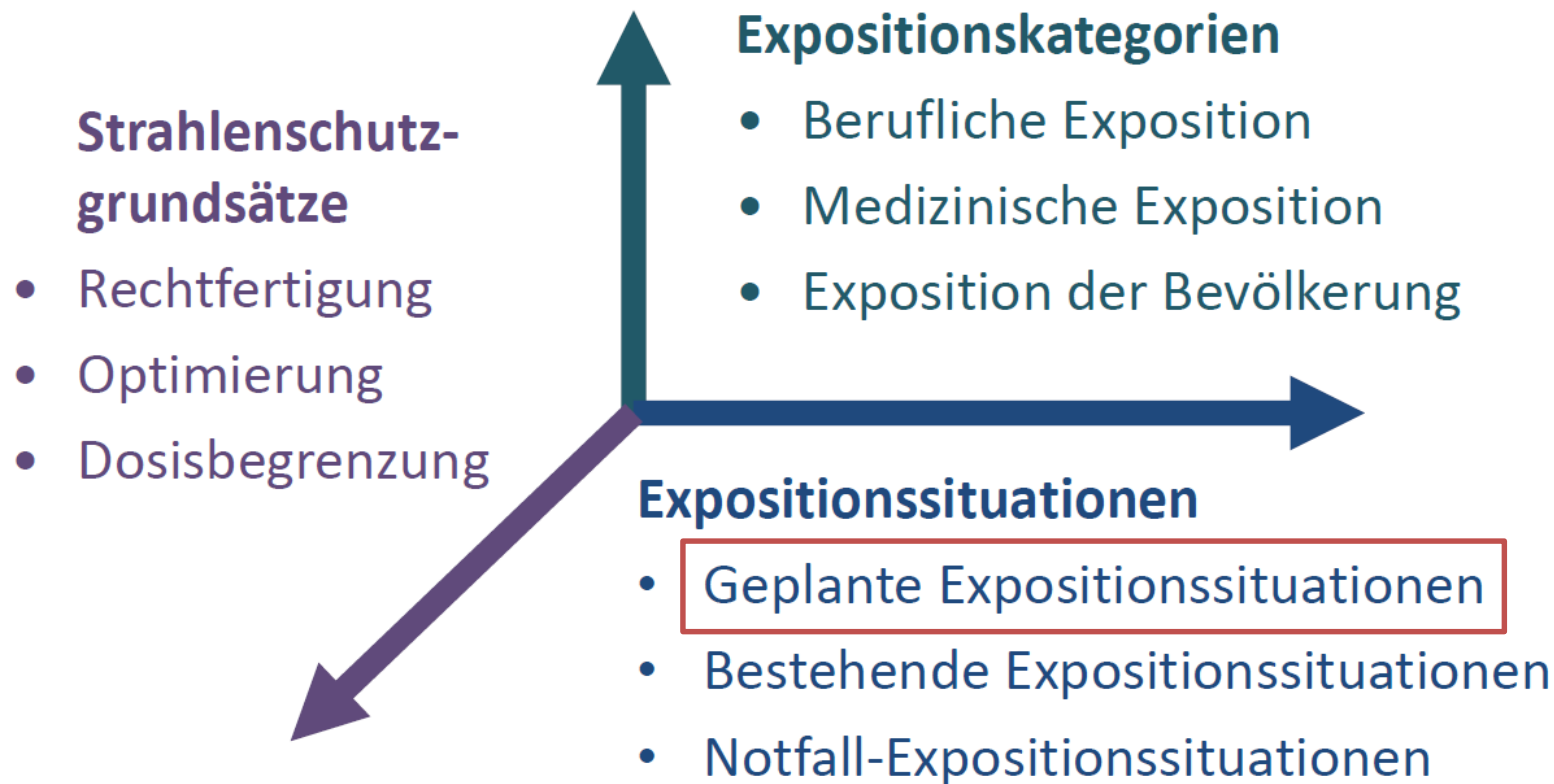 Expositionskategorien
• Berufliche Exposition
• Medizinische Exposition
• Exposition der Bevölkerung
Strahlenschutz-
grundsätze
• Rechtfertigung
• Optimierung
• Dosisbegrenzung
Expositionssituationen
• Geplante Expositionssituationen
• Bestehende Expositionssituationen
• Notfall-Expositionssituationen